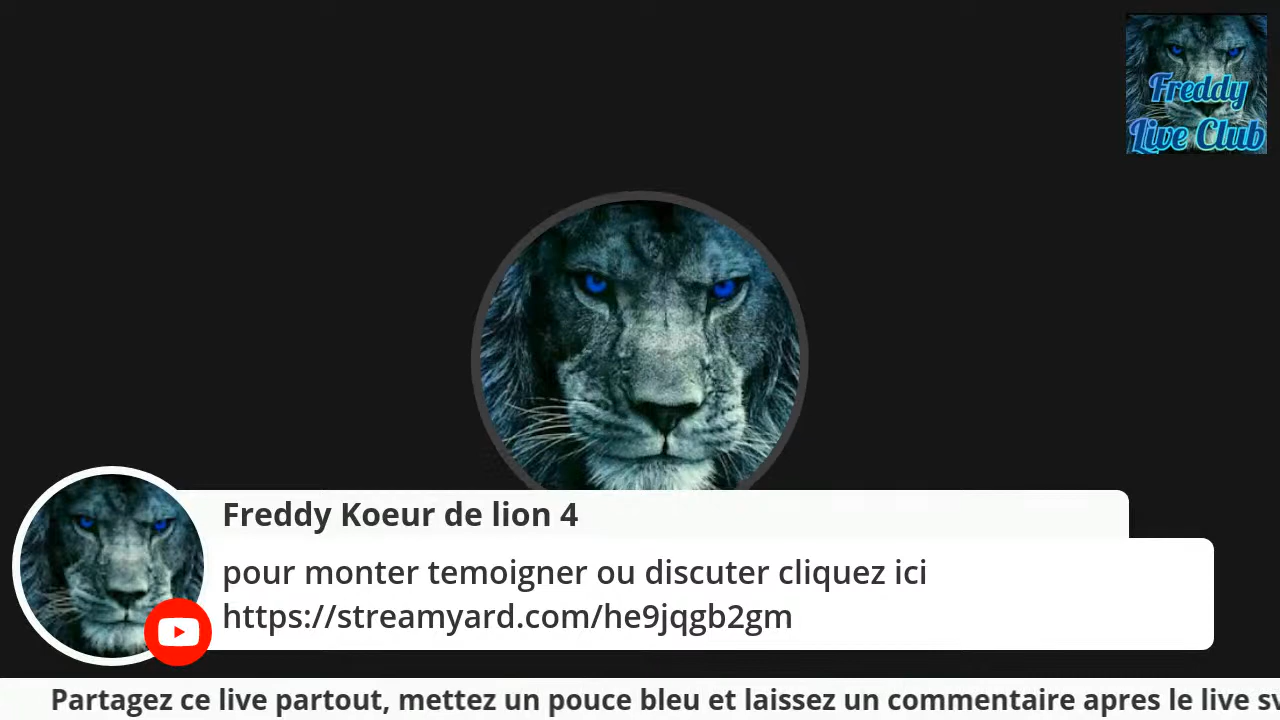 Freddy
Live Club
Freddy Koeur de lion 4
pour monter temoigner ou discuter cliquez ici
https://streamyard.com/he9jqgb2gm
Partagez ce live partout, mettez un pouce bleu et laissez un commentaire apres le live